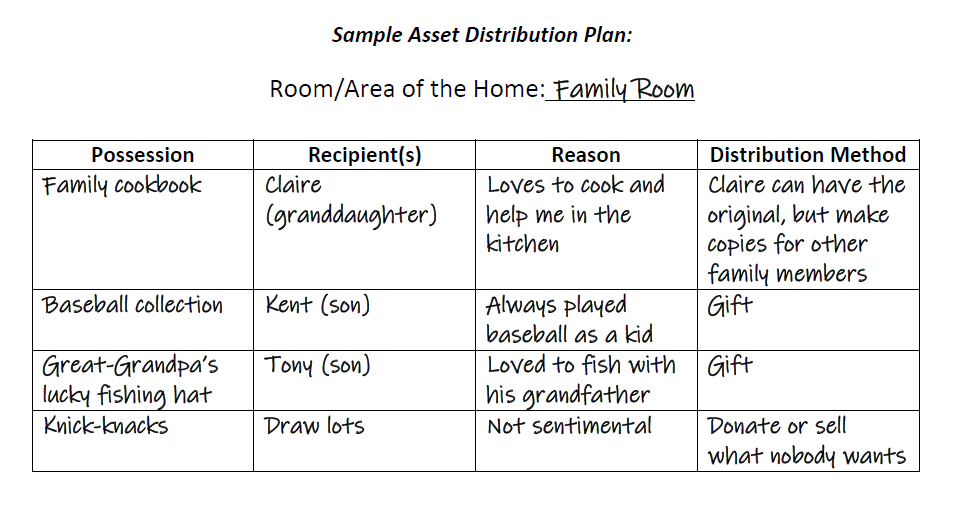 Sample Asset Distribution Plan:
Room/Area of the Home: Family Room
Possession Recipient(s) Reason Distribution Method
Family cookbook
Claire
(granddaughter)
Loves to cook and
help me in the
kitchen
Claire can have the
original, but make
copies for other
family members
Baseball collection
Kent (son)
Always played
baseball as a kid
Gift
Great-Grandpa's
lucky fishing hat
Tony (son)
Loved to fish with
his grandfather
Gift
Knick-knacks
Draw lots
Not sentimental
Donate or sell
what nobody wants